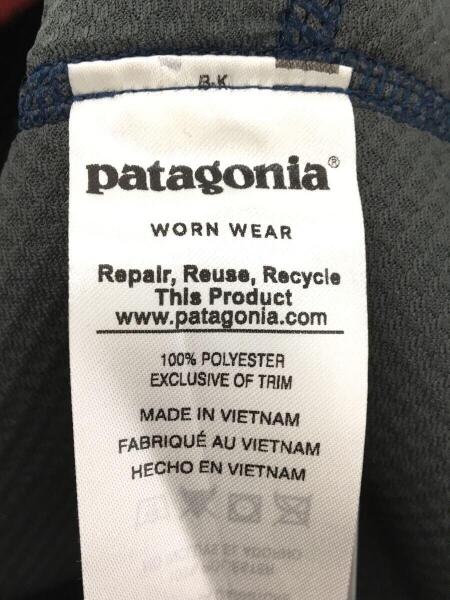 patagonia®
WORN WEAR
Repair, Reuse, Recycle
This Product
www.patagonia.com
100% POLYESTER
EXCLUSIVE OF TRIM
MADE IN VIETNAM
FABRIQUÉ AU VIETNAM
HECHO EN VIETNAM